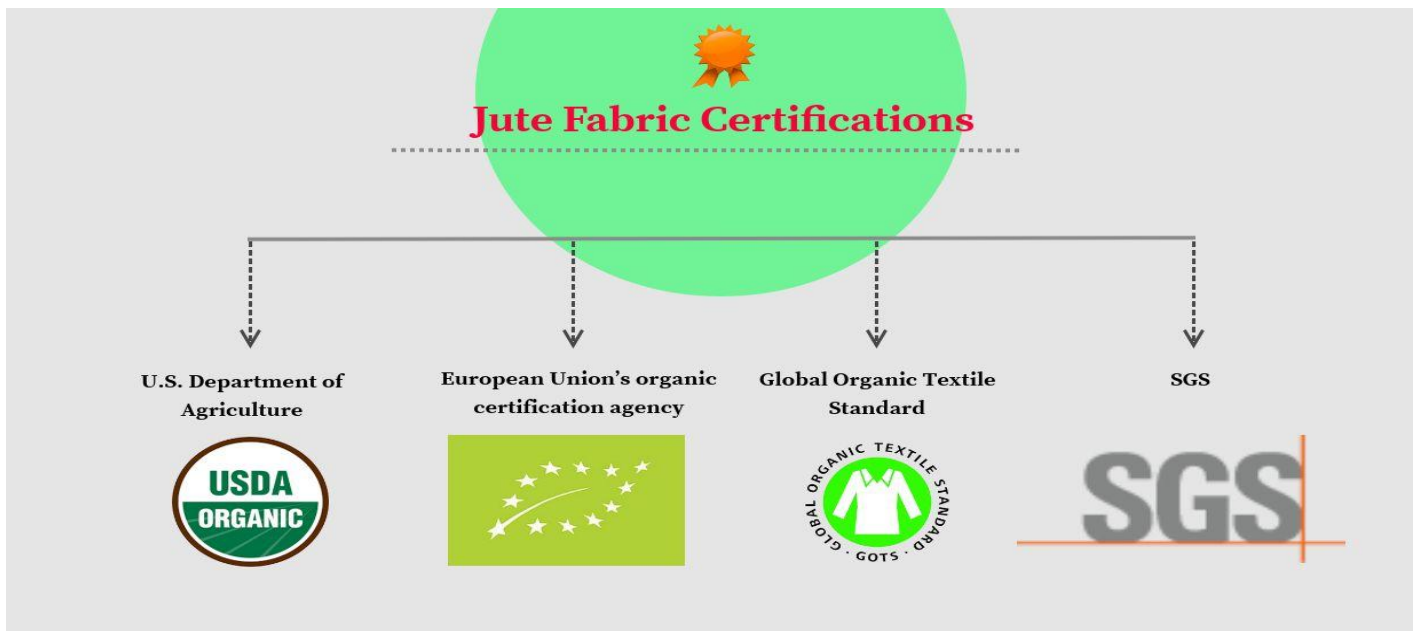 Jute Fabric Certifications
U.S. Department of
Agriculture
European Union’s organic
certification agency
Global Organic Textile
Standard
SGS
USDA
ORGANIC
GLOBAL ORGANIC TEXTILE STANDARD · GOTS ·
SGS